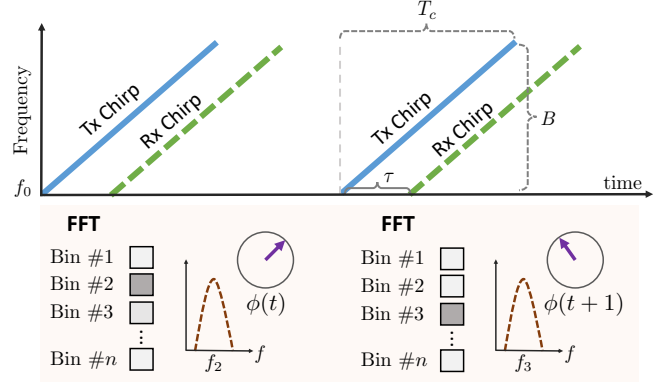 T_c
Frequency
Tx Chirp
Rx Chirp
Tx Chirp
Rx Chirp
B
τ
f_0
time
FFT
Bin #1
Bin #2
Bin #3
Bin #n
f_2
f
ϕ(t)
FFT
Bin #1
Bin #2
Bin #3
Bin #n
f_3
f
ϕ(t + 1)